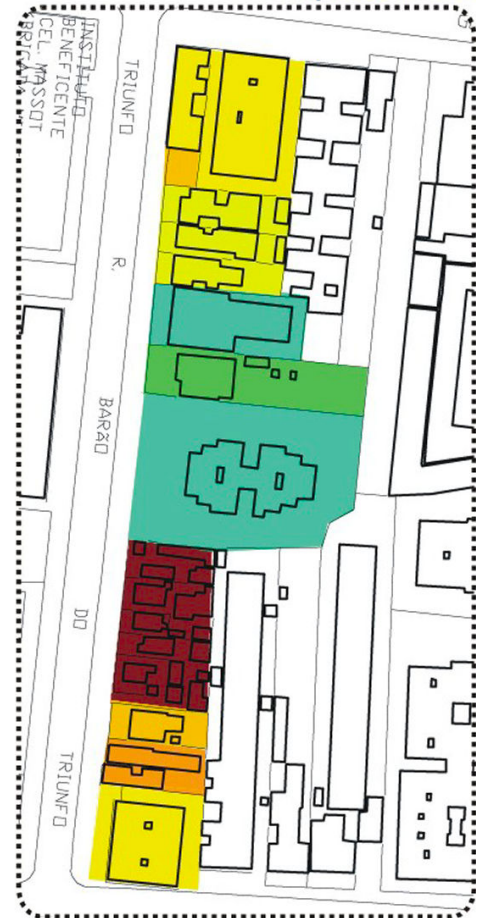 INSTITUTO
BENEFICENTE
CEL. MASSOT
TRIUNFO
R.
BARÃO
DO
TRIUNFO